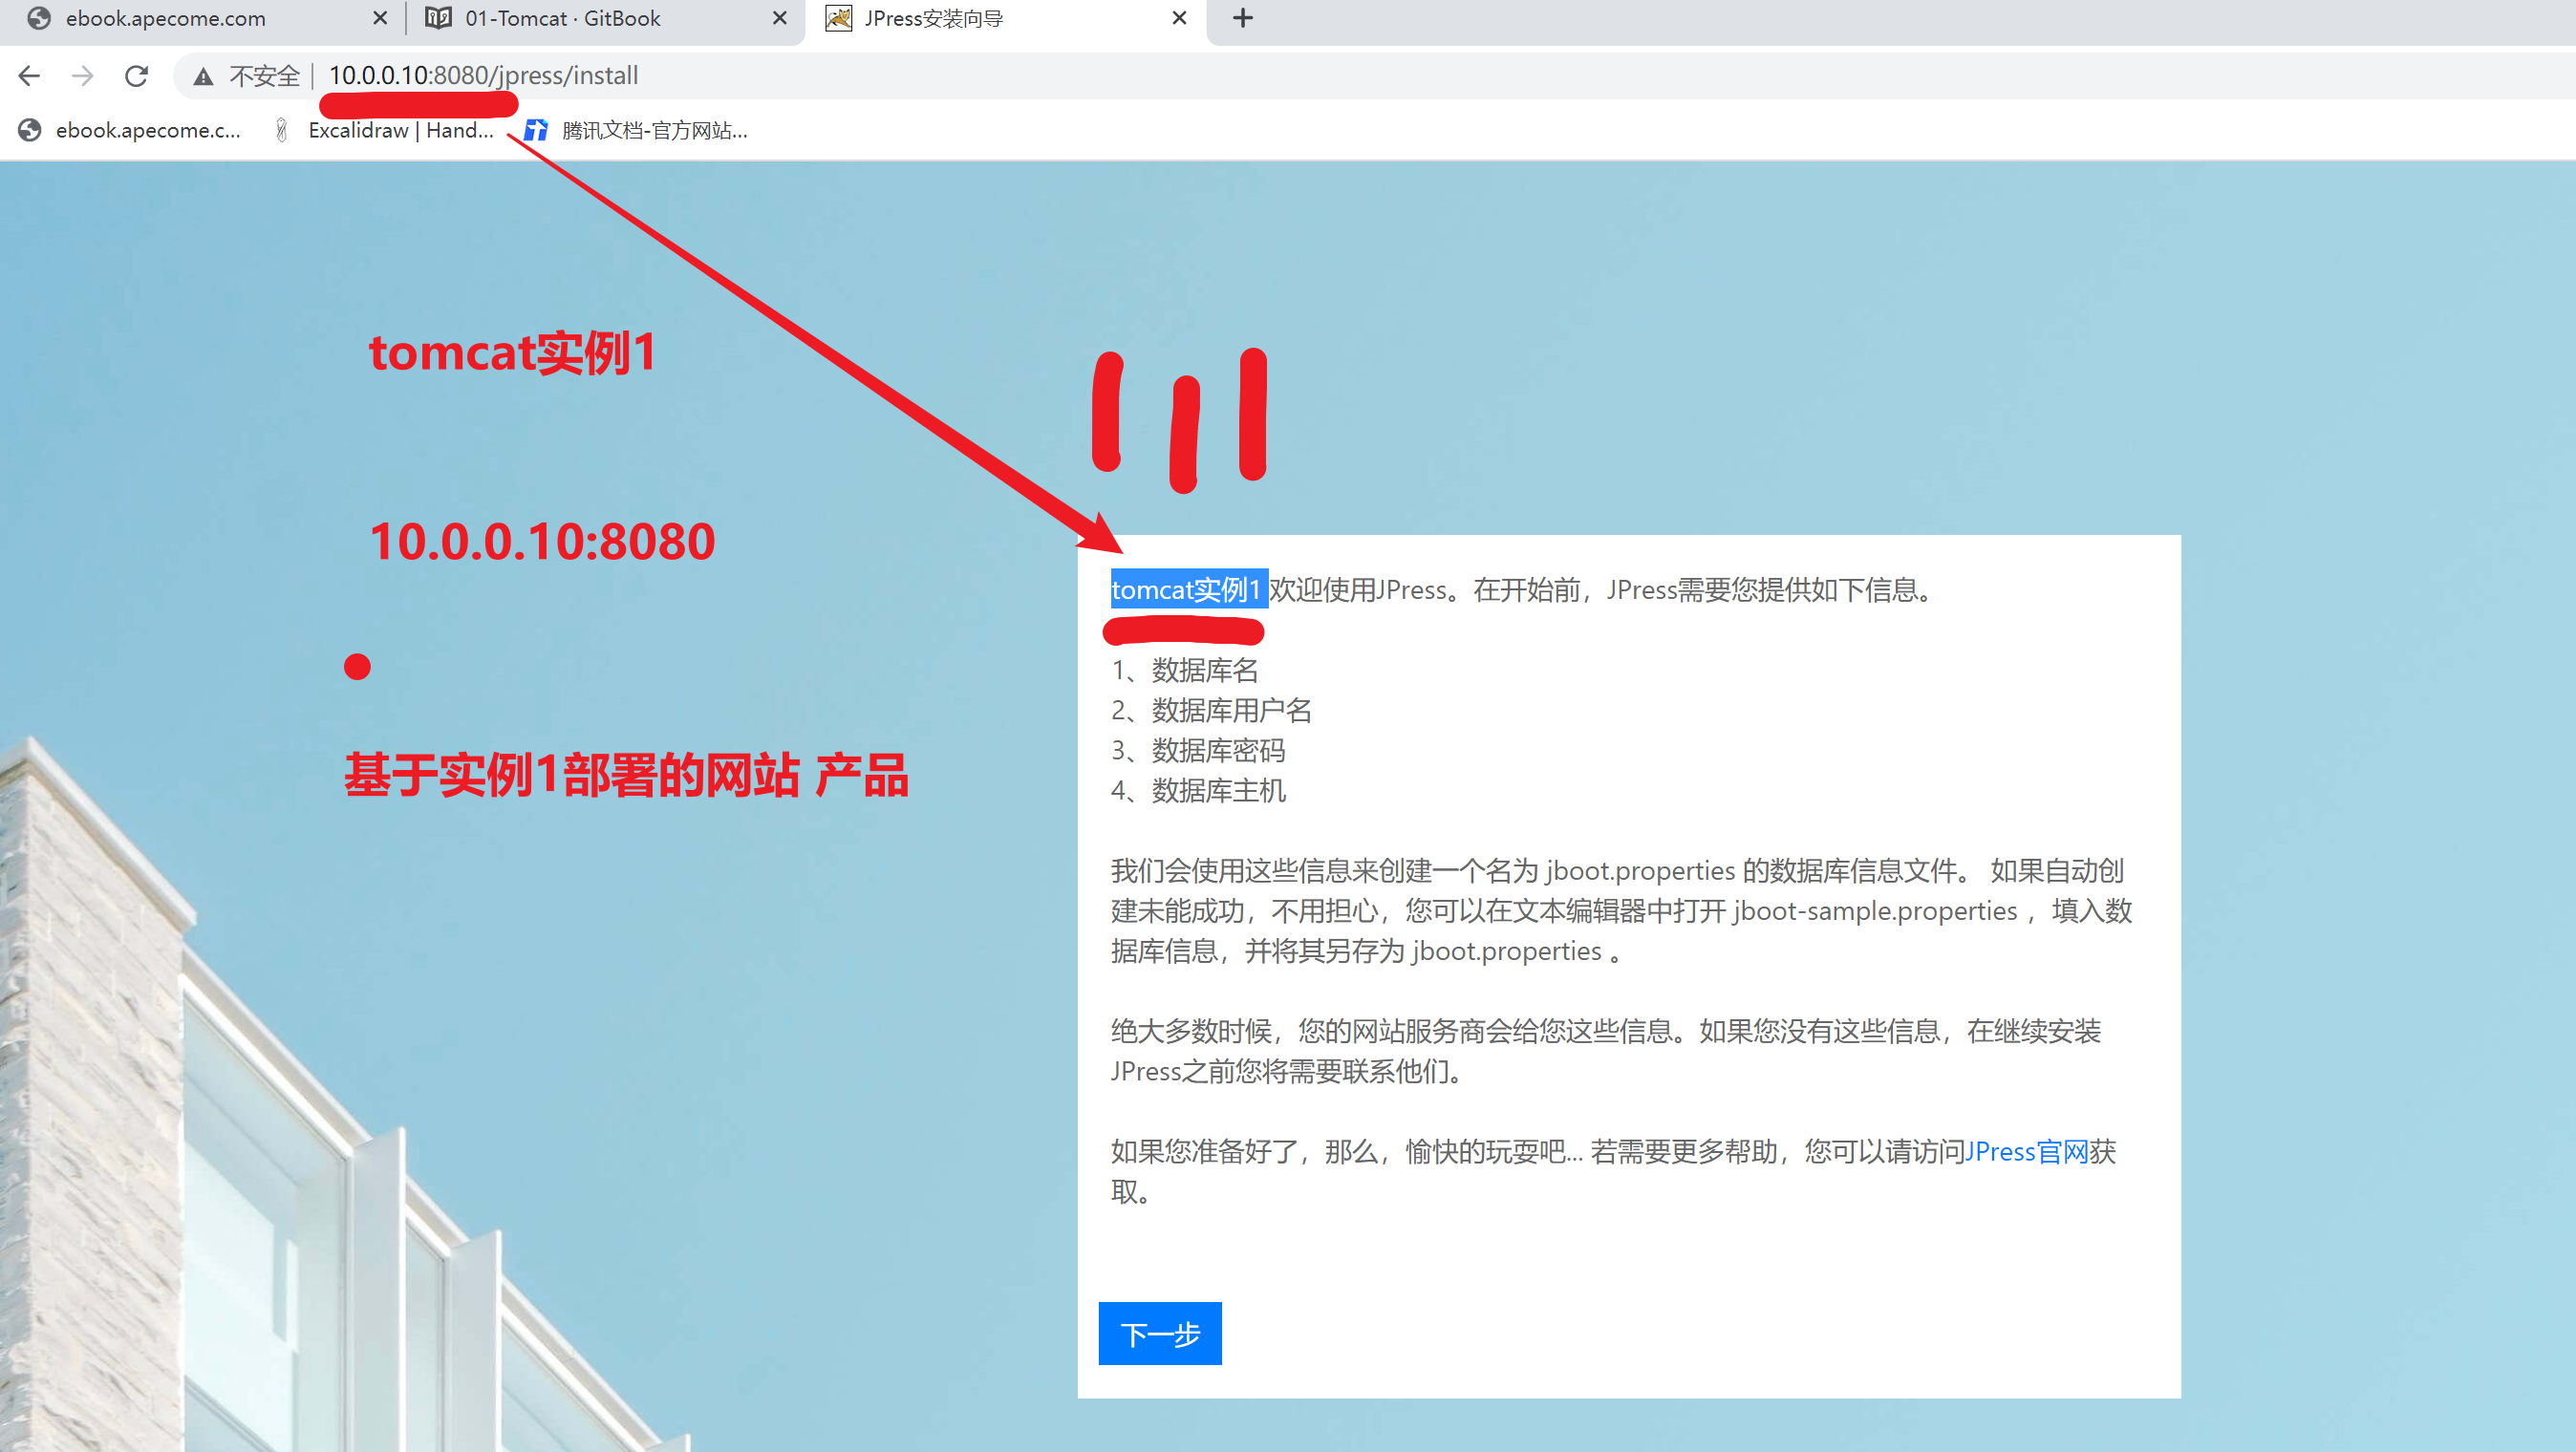 ebook.apecome.com
01-Tomcat · GitBook
JPress安装向导
不安全 | 10.0.0.10:8080/jpress/install
ebook.apecome.c...
Excalidraw | Hand...
腾讯文档-官方网站...
tomcat实例1
10.0.0.10:8080
基于实例1部署的网站 产品
tomcat实例1 欢迎使用JPress。在开始前，JPress需要您提供如下信息。
1、数据库名
2、数据库用户名
3、数据库密码
4、数据库主机
我们会使用这些信息来创建一个名为 jboot.properties 的数据库信息文件。 如果自动创
建未能成功，不用担心，您可以在文本编辑器中打开 jboot-sample.properties ，填入数
据库信息，并将其另存为 jboot.properties 。
绝大多数时候，您的网站服务商会给您这些信息。如果您没有这些信息，在继续安装
JPress之前您将需要联系他们。
如果您准备好了，那么，愉快的玩耍吧... 若需要更多帮助，您可以请访问JPress官网获
取。
下一步